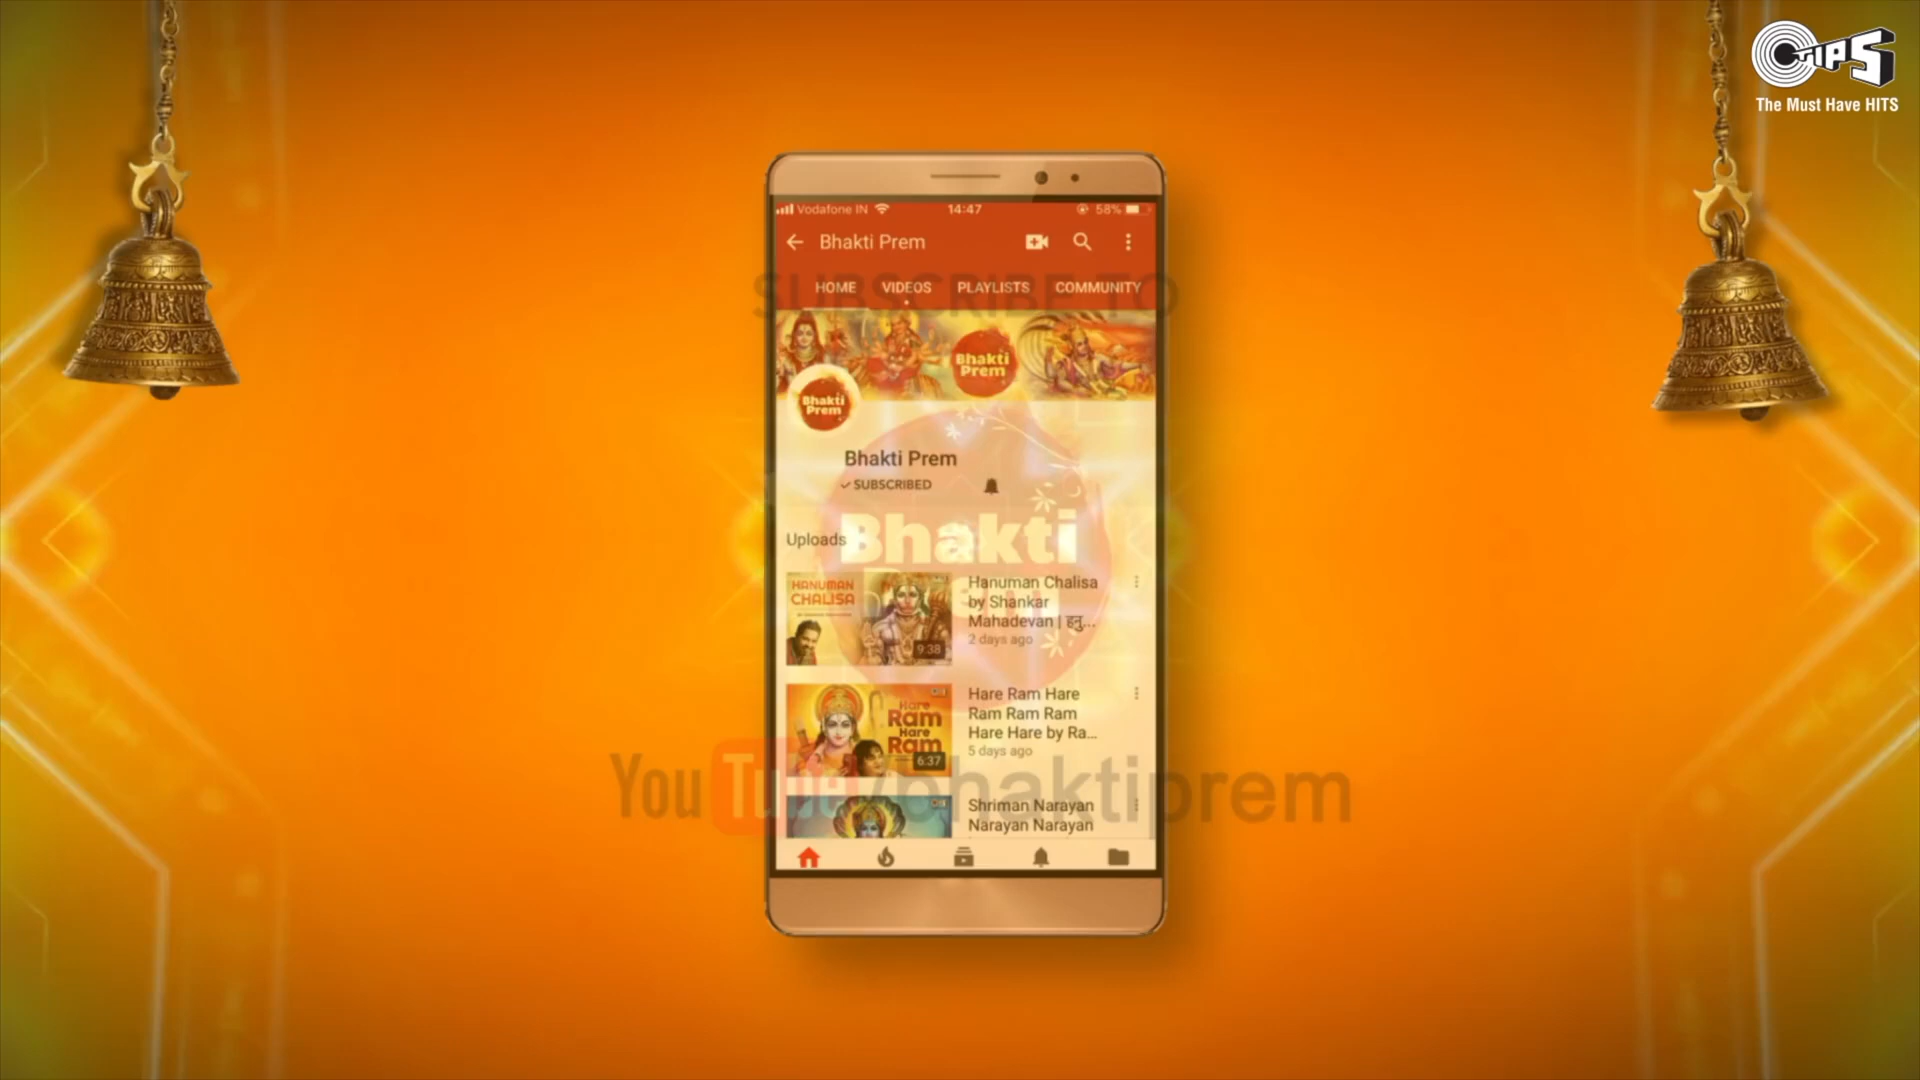 TIPS
The Must Have HITS
Vodafone IN
14:47
58%
Bhakti Prem
SUBSCRIBE TO
HOME VIDEOS PLAYLISTS COMMUNITY
Bhakti
Prem
Bhakti
Prem
Bhakti Prem
SUBSCRIBED
Bhakti
Prem
Uploads
HANUMAN
CHALISA
9:38
Hanuman Chalisa
by Shankar
Mahadevan | हनु...
2 days ago
Hare
Ram
Hare
Ram
6:37
Hare Ram Hare
Ram Ram Ram
Hare Hare by Ra...
5 days ago
YouTube/bhaktiprem
Shriman Narayan
Narayan Narayan